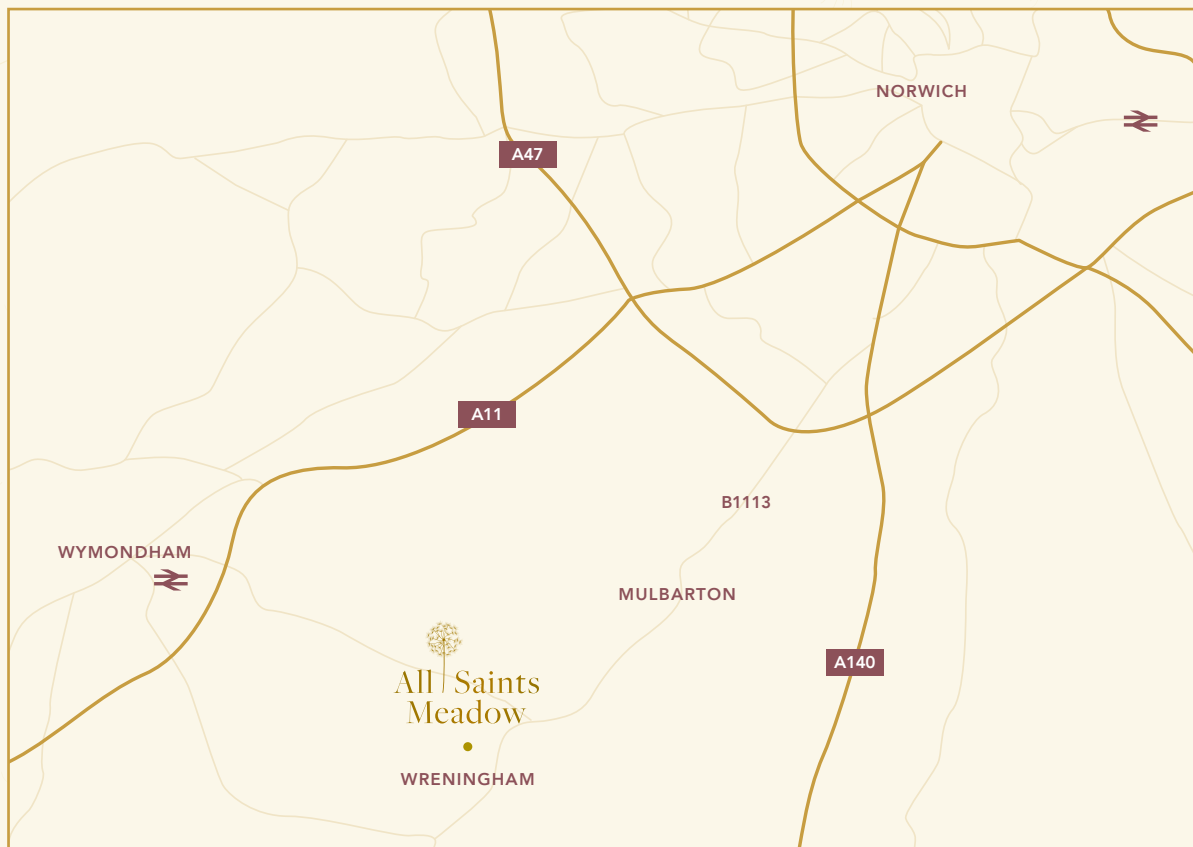 NORWICH
A47
A11
B1113
WYMONDHAM
MULBARTON
A140
All Saints
Meadow
WRENINGHAM